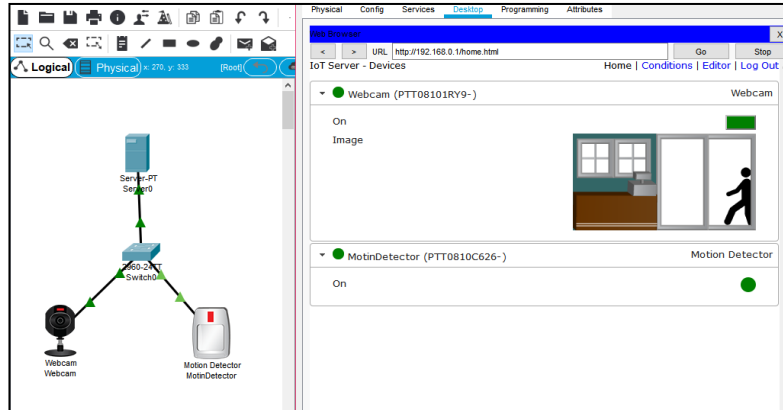 Physical Config Services Desktop Programming Attributes
Web Browser X
< > URL http://192.168.0.1/home.html Go Stop
IoT Server - Devices Home | Conditions | Editor | Log Out
Logical Physical x: 270, y: 333 [Root]
Webcam (PTT08101RY9-) Webcam
On
Image
MotinDetector (PTT0810C626-) Motion Detector
On
Server-PT
Server0
2960-24TT
Switch0
Webcam
Webcam
Motion Detector
MotinDetector